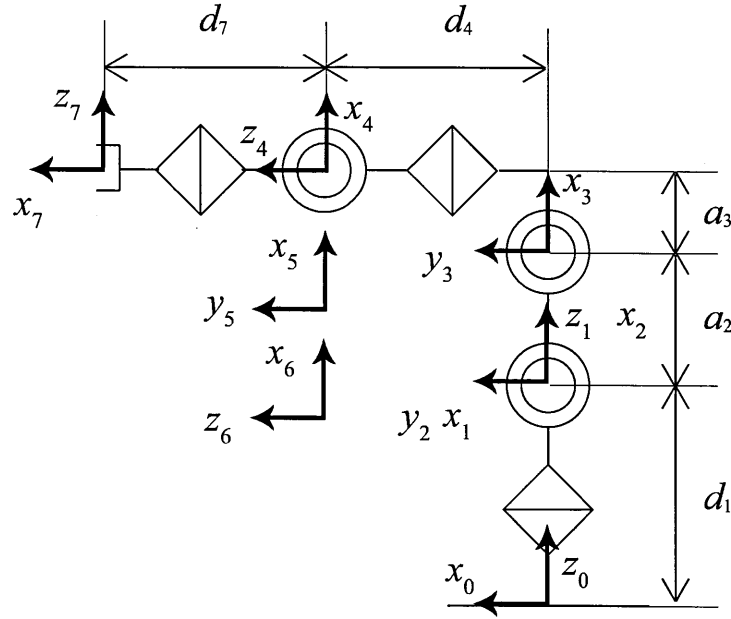 d₇ d₄
z₇ x₄
z₄
x₇ x₃ a₃
x₅ y₃
y₅ z₁ x₂ a₂
x₆
z₆ y₂ x₁
d₁
x₀ z₀